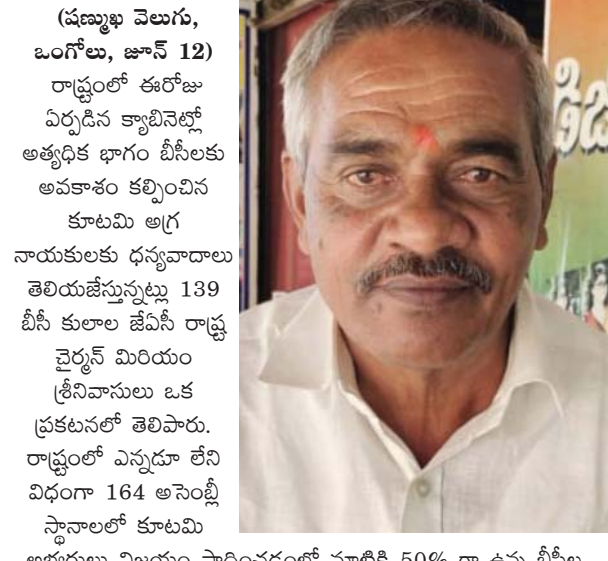 (షణ్ముఖ వెలుగు,
ఒంగోలు, జూన్ 12)
రాష్ట్రంలో ఈరోజు
ఏర్పడిన క్యాబినెట్లో
అత్యధిక భాగం బీసీలకు
అవకాశం కల్పించిన
కూటమి అగ్ర
నాయకులకు ధన్యవాదాలు
తెలియజేస్తున్నట్లు 139
బీసీ కులాల జేఏసీ రాష్ట్ర
చైర్మన్ మిరియం
శ్రీనివాసులు ఒక
ప్రకటనలో తెలిపారు.
రాష్ట్రంలో ఎన్నడూ లేని
విధంగా 164 అసెంబ్లీ
స్థానాలలో కూటమి